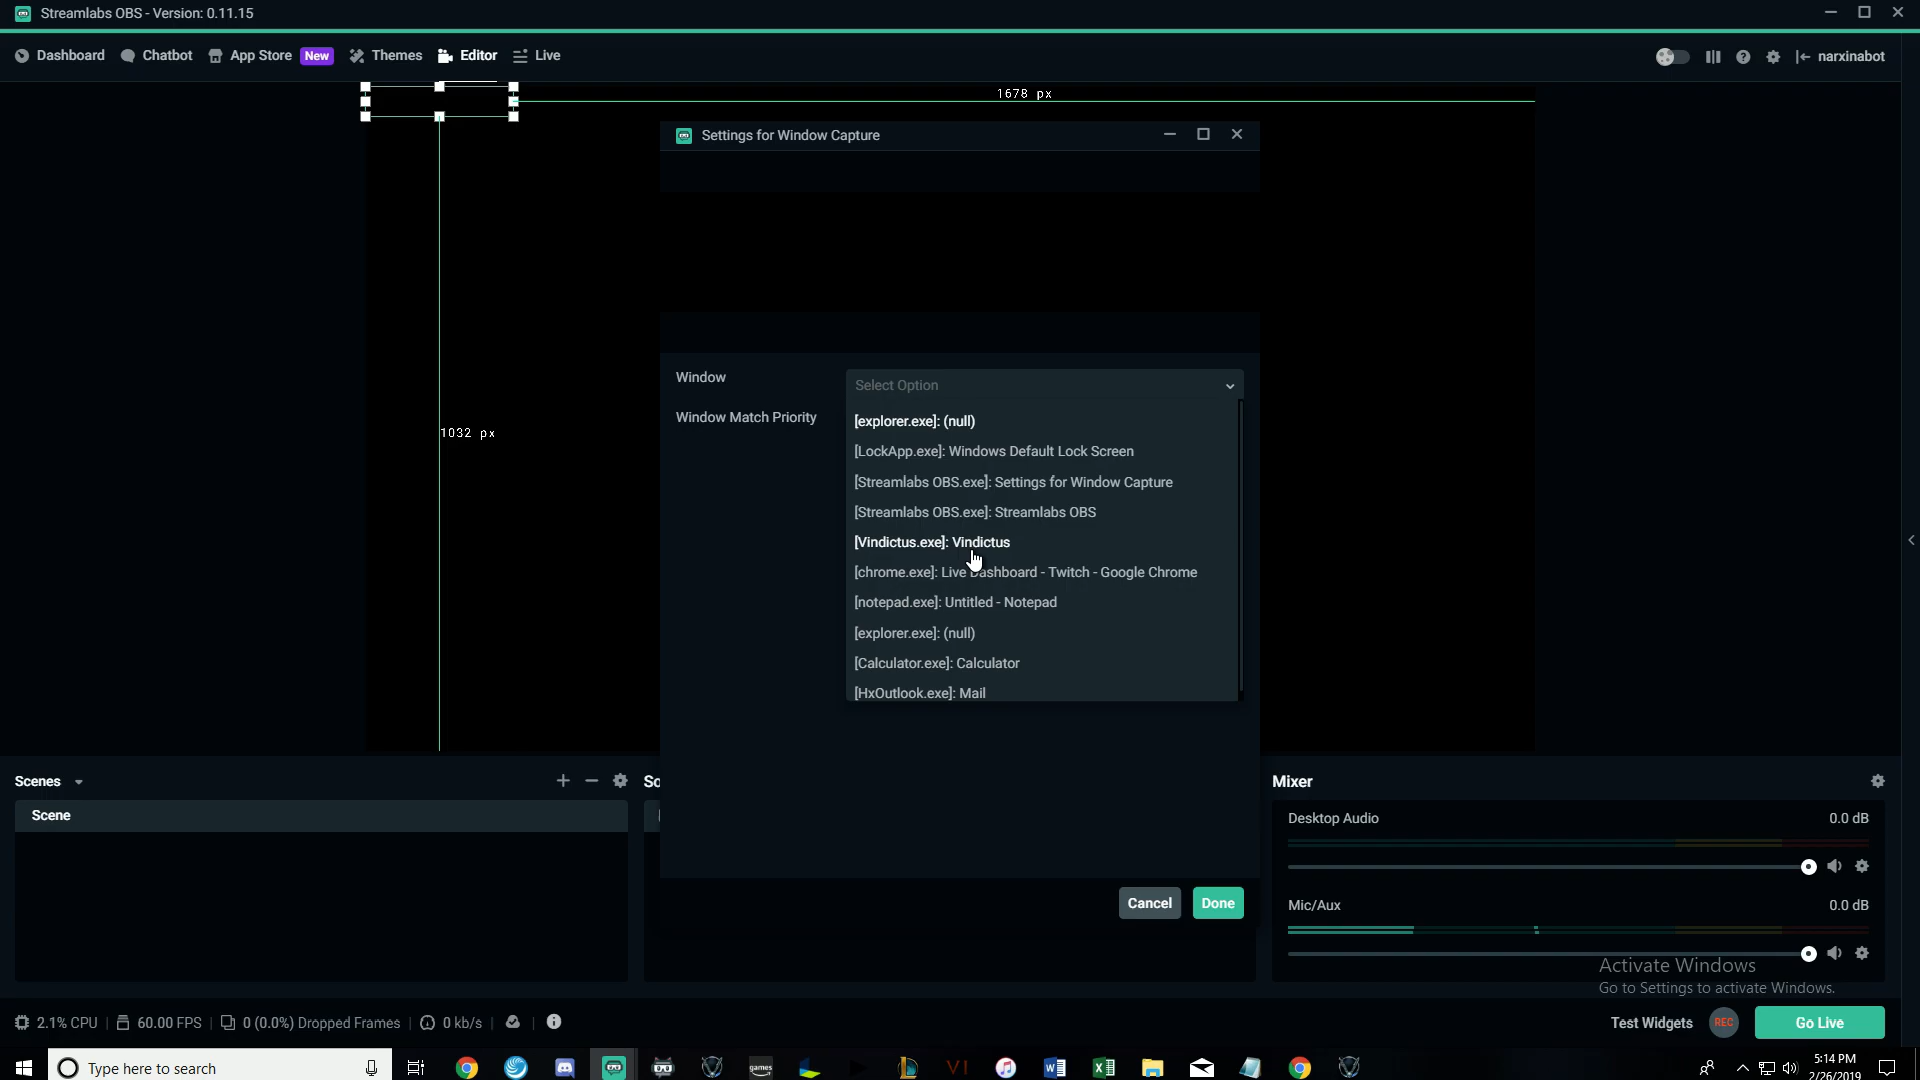 Streamlabs OBS - Version: 0.11.15
Dashboard
Chatbot
App Store New
Themes
Editor
Live
narxinabot
1678 px
Settings for Window Capture
Window
Select Option
Window Match Priority
[explorer.exe]: (null)
[LockApp.exe]: Windows Default Lock Screen
[Streamlabs OBS.exe]: Settings for Window Capture
[Streamlabs OBS.exe]: Streamlabs OBS
[Vindictus.exe]: Vindictus
[chrome.exe]: Live Dashboard - Twitch - Google Chrome
[notepad.exe]: Untitled - Notepad
[explorer.exe]: (null)
[Calculator.exe]: Calculator
[HxOutlook.exe]: Mail
1032 px
Cancel
Done
Scenes
Scene
So
Mixer
Desktop Audio 0.0 dB
Mic/Aux 0.0 dB
Activate Windows
Go to Settings to activate Windows.
2.1% CPU
60.00 FPS
0 (0.0%) Dropped Frames
0 kb/s
Test Widgets
REC
Go Live
Type here to search
games
VI
5:14 PM
2/26/2019